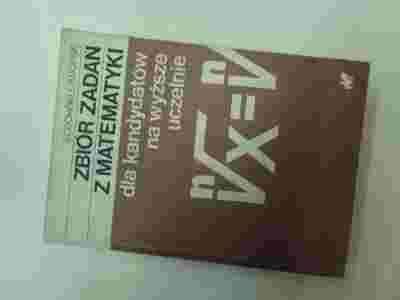 ZBIÓR ZADAŃ
Z MATEMATYKI
dla kandydatów
na wyższe
uczelnie
ⁿ√x = ⁿ√